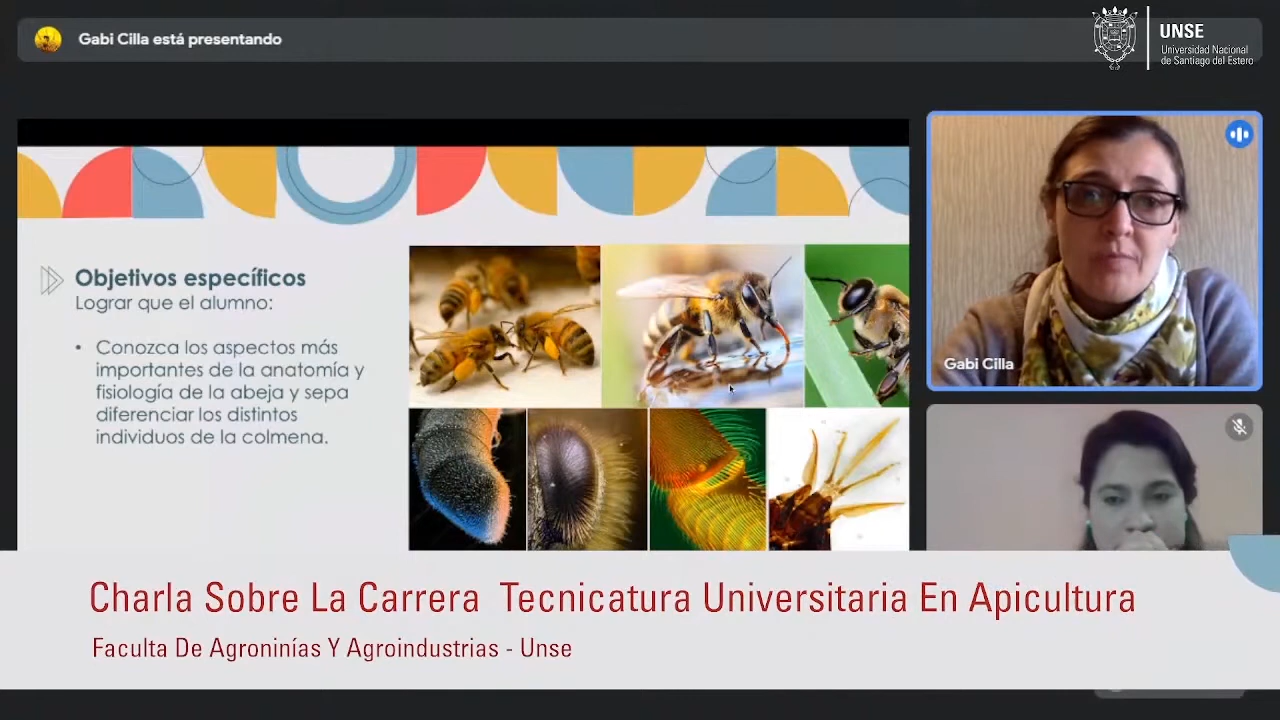 Gabi Cilla está presentando
UNSE
Universidad Nacional
de Santiago del Estero
Objetivos específicos
Lograr que el alumno:
• Conozca los aspectos más
importantes de la anatomía y
fisiología de la abeja y sepa
diferenciar los distintos
individuos de la colmena.
Gabi Cilla
Charla Sobre La Carrera Tecnicatura Universitaria En Apicultura
Faculta De Agroninías Y Agroindustrias - Unse